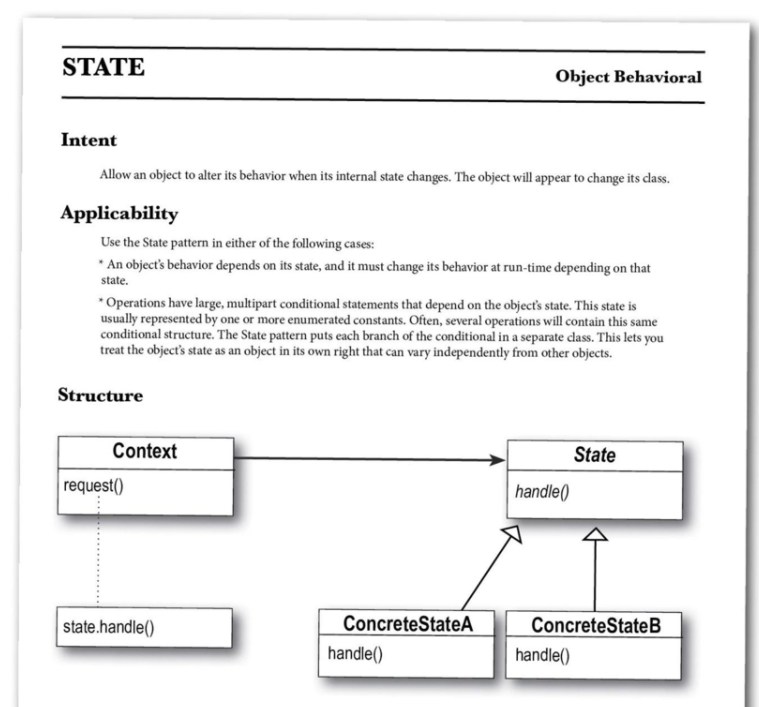 STATE
Object Behavioral
Intent
Allow an object to alter its behavior when its internal state changes. The object will appear to change its class.
Applicability
Use the State pattern in either of the following cases:
* An object's behavior depends on its state, and it must change its behavior at run-time depending on that
state.
* Operations have large, multipart conditional statements that depend on the object's state. This state is
usually represented by one or more enumerated constants. Often, several operations will contain this same
conditional structure. The State pattern puts each branch of the conditional in a separate class. This lets you
treat the object's state as an object in its own right that can vary independently from other objects.
Structure
Context
State
request()
handle()
state.handle()
ConcreteStateA
ConcreteStateB
handle()
handle()